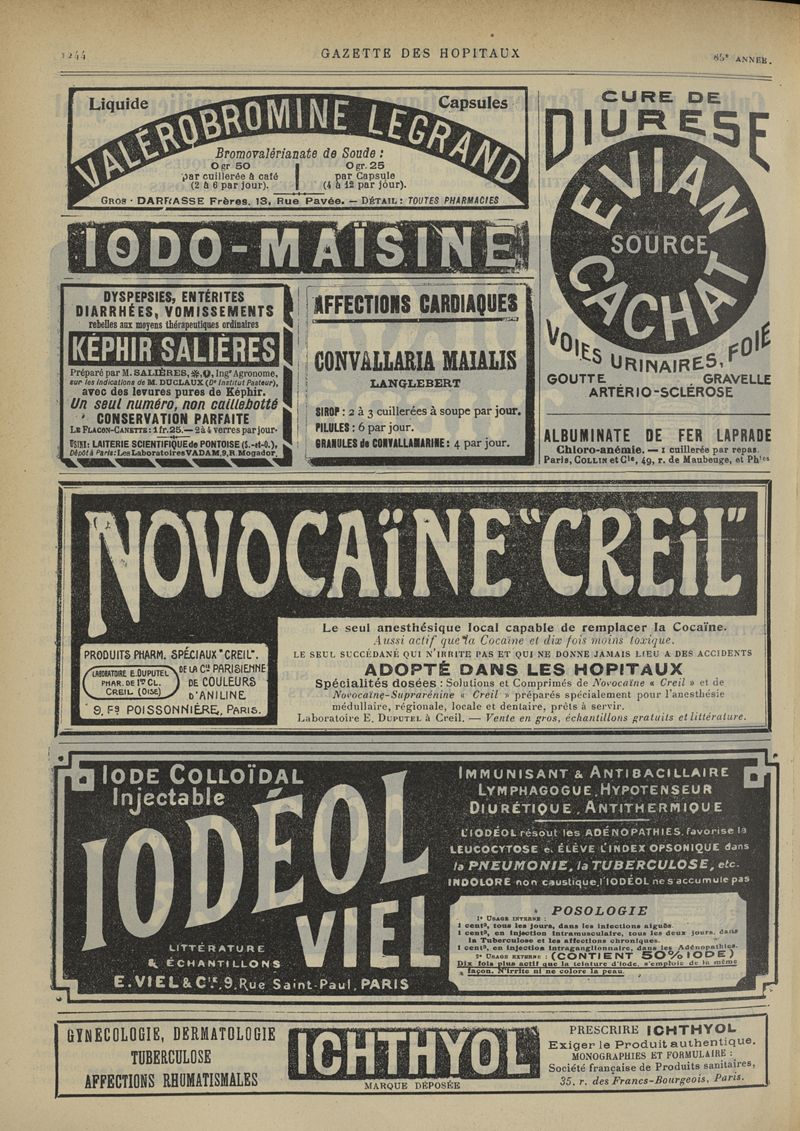 1244
GAZETTE DES HOPITAUX
85e ANNEE.
Liquide
Capsules
VALÉROBROMINE LEGRAND
Bromovalérianate de Soude :
0 gr 50
par cuillerée à café
(2 à 6 par jour).
0 gr. 25
par Capsule
(4 à 12 par jour).
GROS · DARRASSE Frères, 13, Rue Pavée. — DÉTAIL : TOUTES PHARMACIES
IODO-MAÏSINE
CURE DE
DIURESE
EVIAN
SOURCE
CACHAT
VOIES URINAIRES, FOIE
GOUTTE GRAVELLE
ARTÉRIO-SCLÉROSE
DYSPEPSIES, ENTÉRITES
DIARRHÉES, VOMISSEMENTS
rebelles aux moyens thérapeutiques ordinaires
KÉPHIR SALIÈRES
Préparé par M. SALIÈRES, Ingr Agronome,
sur les Indications de M. DUCLAUX (Dr Institut Pasteur),
avec des levures pures de Képhir.
Un seul numéro, non caillebotté
CONSERVATION PARFAITE
LE FLACON-CANETTE : 1 fr. 25. — 2 à 4 verres par jour.
USINE : LAITERIE SCIENTIFIQUE de PONTOISE (S.-et-O.),
Dépôt à Paris: Les Laboratoires VADAM, 9, R. Mogador.
AFFECTIONS CARDIAQUES
CONVALLARIA MAIALIS
LANGLEBERT
SIROP : 2 à 3 cuillerées à soupe par jour.
PILULES : 6 par jour.
GRANULES de CONVALLAMARINE : 4 par jour.
ALBUMINATE DE FER LAPRADE
Chloro-anémie. — 1 cuillerée par repas.
Paris, COLLIN et Cie, 49, r. de Maubeuge, et Phies
NOVOCAÏNE "CREIL"
PRODUITS PHARM. SPÉCIAUX "CREIL".
LABORATOIRE E. DUPUTEL
PHAR. DE 1re CL.
CREIL (OISE)
DE LA Cie PARISIENNE
DE COULEURS
D'ANILINE
9, Fg POISSONNIÈRE, PARIS.
Le seul anesthésique local capable de remplacer la Cocaïne.
Aussi actif que la Cocaïne et dix fois moins toxique.
LE SEUL SUCCÉDANÉ QUI N'IRRITE PAS ET QUI NE DONNE JAMAIS LIEU A DES ACCIDENTS
ADOPTÉ DANS LES HOPITAUX
Spécialités dosées : Solutions et Comprimés de Novocaïne « Creil » et de
Novocaïne-Suprarénine « Creil » préparés spécialement pour l'anesthésie
médullaire, régionale, locale et dentaire, prêts à servir.
Laboratoire E. DUPUTEL à Creil. — Vente en gros, échantillons gratuits et littérature.
IODE COLLOÏDAL
Injectable
IODÉOL
VIEL
LITTÉRATURE
& ÉCHANTILLONS
E. VIEL & Cie, 9, Rue Saint-Paul, PARIS
IMMUNISANT & ANTIBACILLAIRE
LYMPHAGOGUE, HYPOTENSEUR
DIURÉTIQUE, ANTITHERMIQUE
L'IODÉOL résout les ADÉNOPATHIES, favorise la
LEUCOCYTOSE et ÉLÈVE L'INDEX OPSONIQUE dans
la PNEUMONIE, la TUBERCULOSE, etc.
INDOLORE non caustique, l'IODÉOL ne s'accumule pas
POSOLOGIE
1° USAGE INTERNE :
1 cent3, tous les jours, dans les infections aiguës.
1 cent3, en injection intramusculaire, tous les deux jours, dans
la Tuberculose et les affections chroniques.
1 cent3, en injection intraganglionnaire, dans les Adénopathies.
2° USAGE EXTERNE : (CONTIENT 50% IODE)
Dix fois plus actif que la teinture d'iode, s'emploie de la même
façon. N'irrite ni ne colore la peau.
GYNÉCOLOGIE, DERMATOLOGIE
TUBERCULOSE
AFFECTIONS RHUMATISMALES
ICHTHYOL
MARQUE DÉPOSÉE
PRESCRIRE ICHTHYOL
Exiger le Produit authentique.
MONOGRAPHIES ET FORMULAIRE :
Société française de Produits sanitaires,
35, r. des Francs-Bourgeois, Paris.